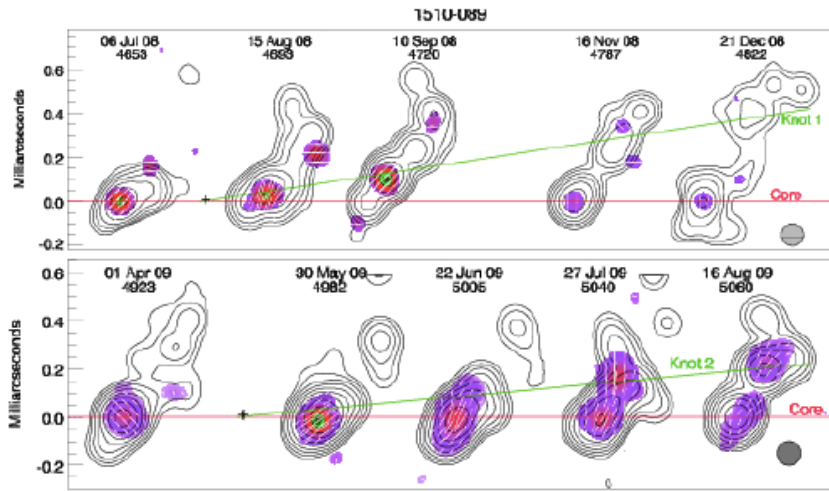 1510-089
06 Jul 08 15 Aug 08 10 Sep 08 16 Nov 08 21 Dec 08
4653 4693 4720 4787 4822
0.6
0.4
Knot 1
0.2
Core
0.0
-0.2
Milliarcseconds
01 Apr 09 30 May 09 22 Jun 09 27 Jul 09 16 Aug 09
4923 4982 5005 5040 5060
0.6
0.4
Knot 2
0.2
Core
0.0
-0.2
Milliarcseconds